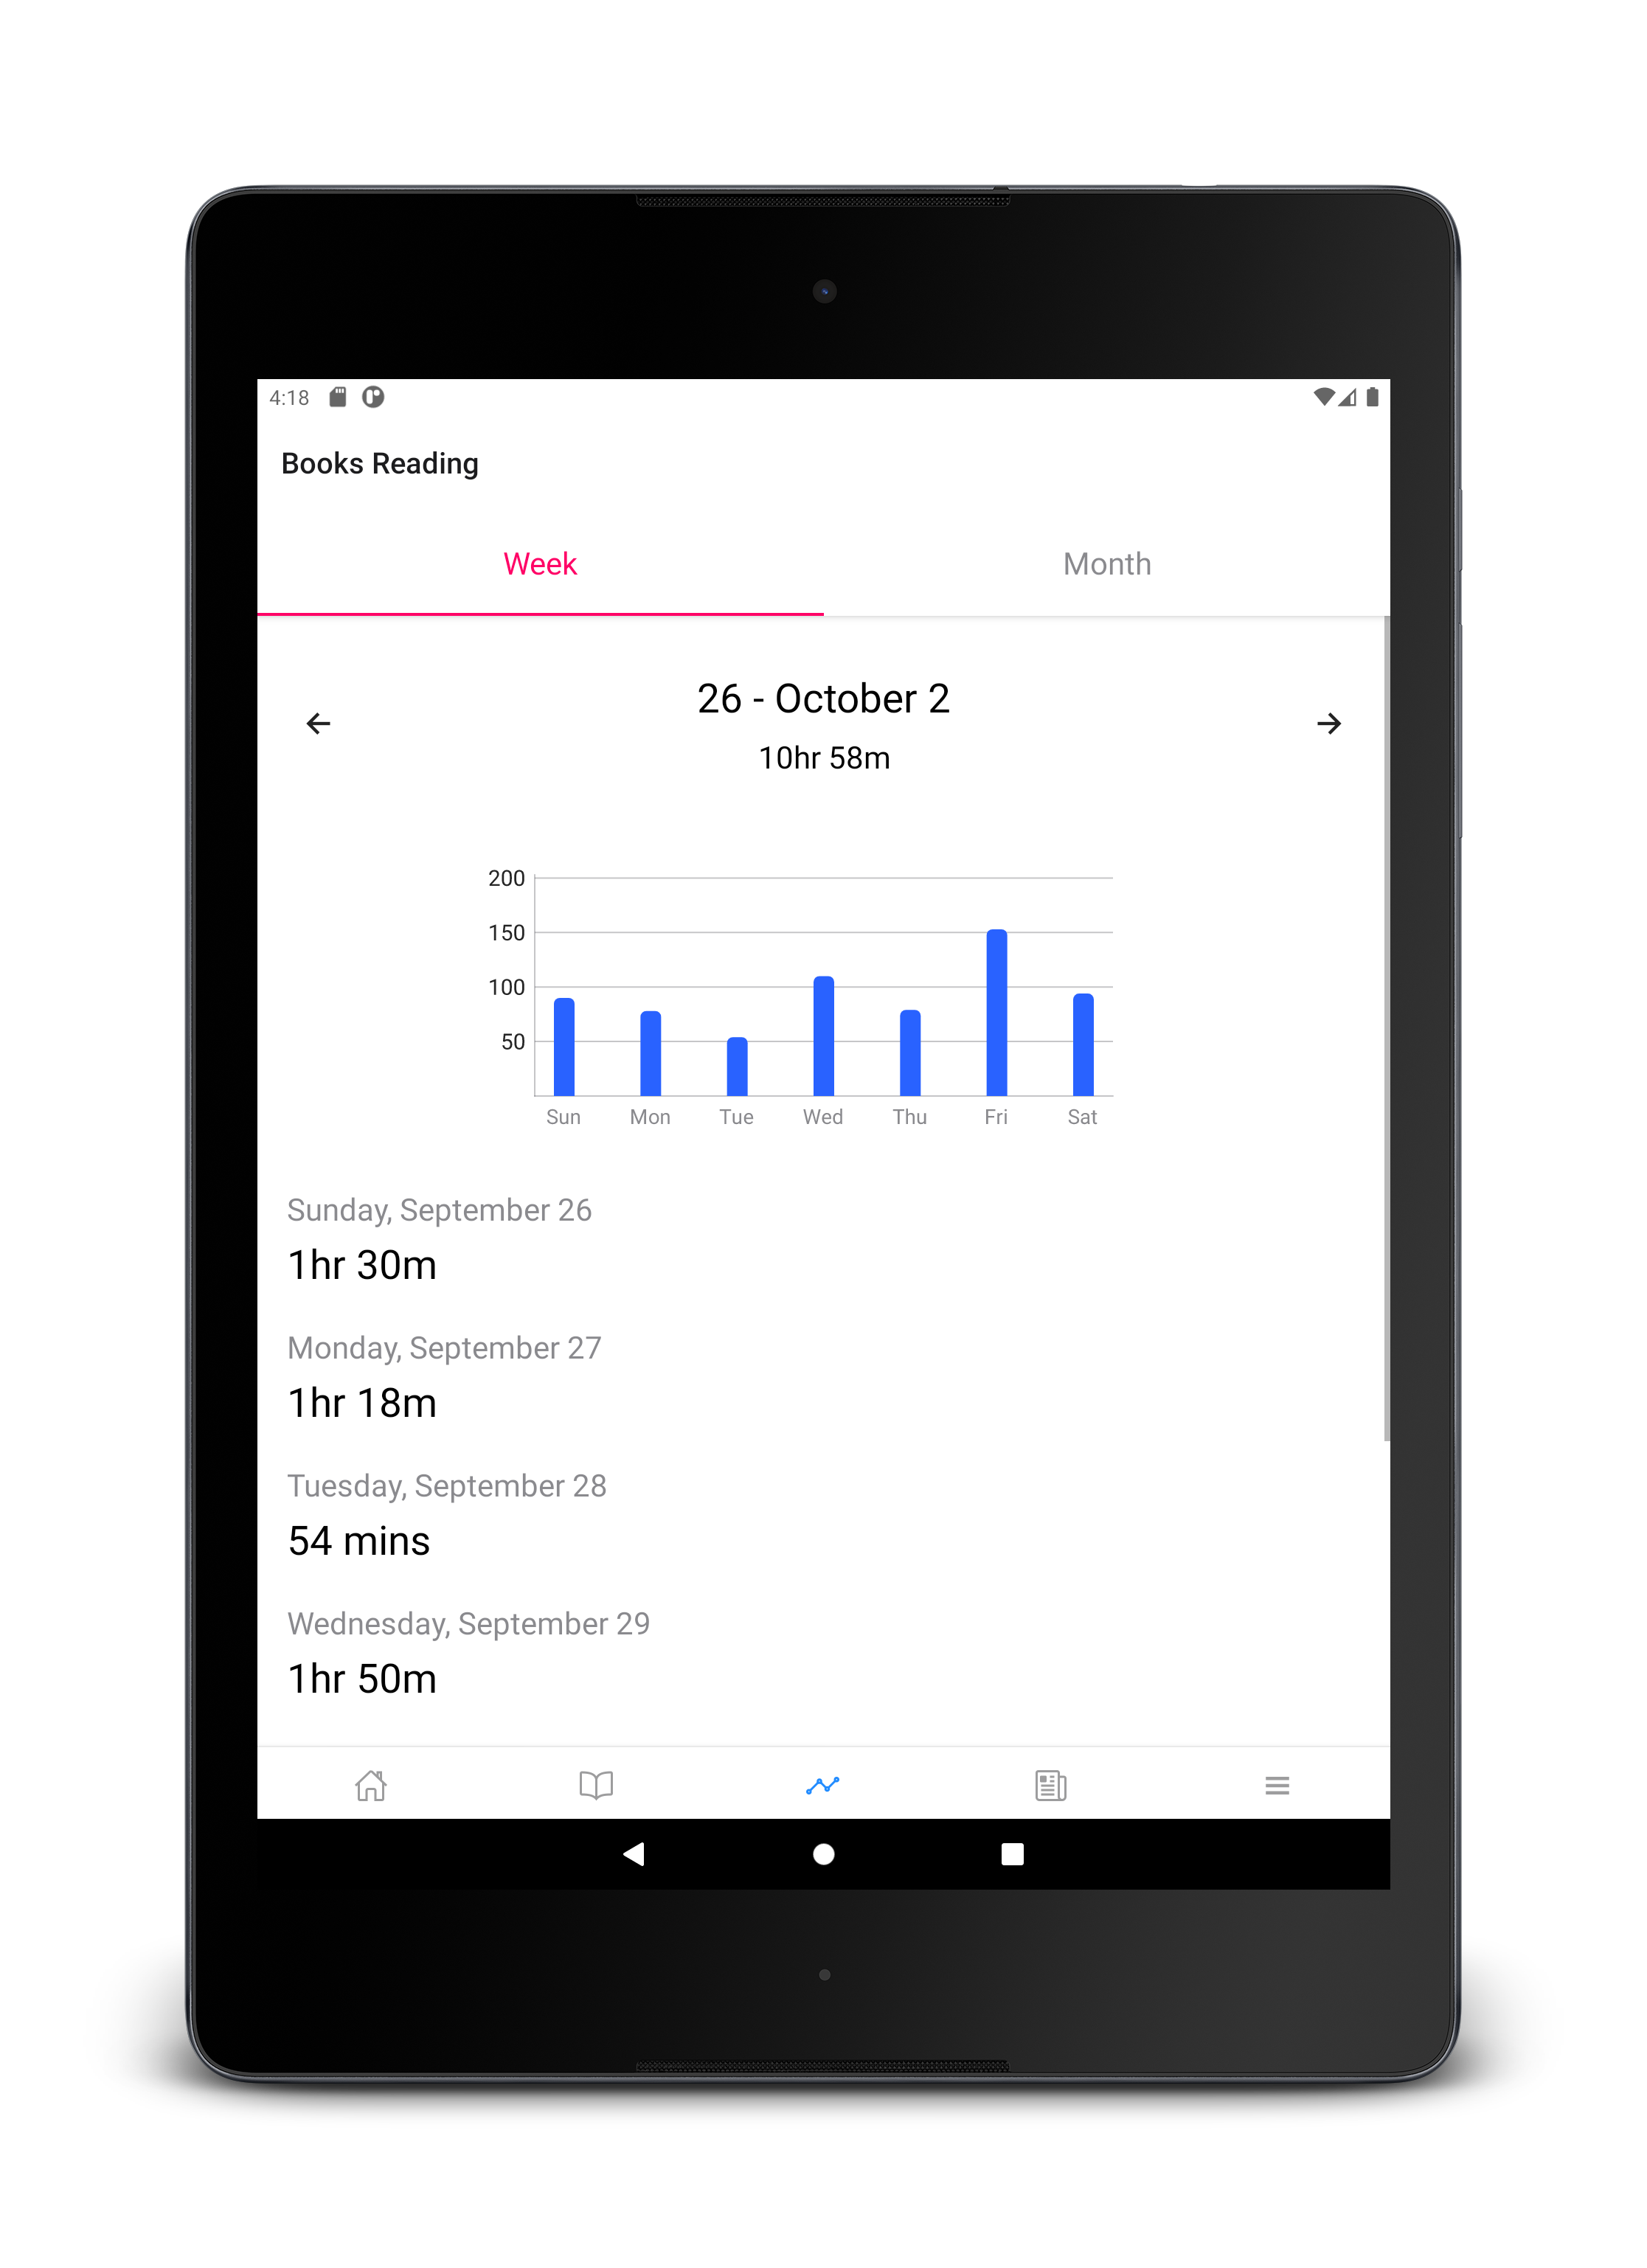 4:18
Books Reading
Week Month
26 - October 2
10hr 58m
200
150
100
50
Sun Mon Tue Wed Thu Fri Sat
Sunday, September 26
1hr 30m
Monday, September 27
1hr 18m
Tuesday, September 28
54 mins
Wednesday, September 29
1hr 50m